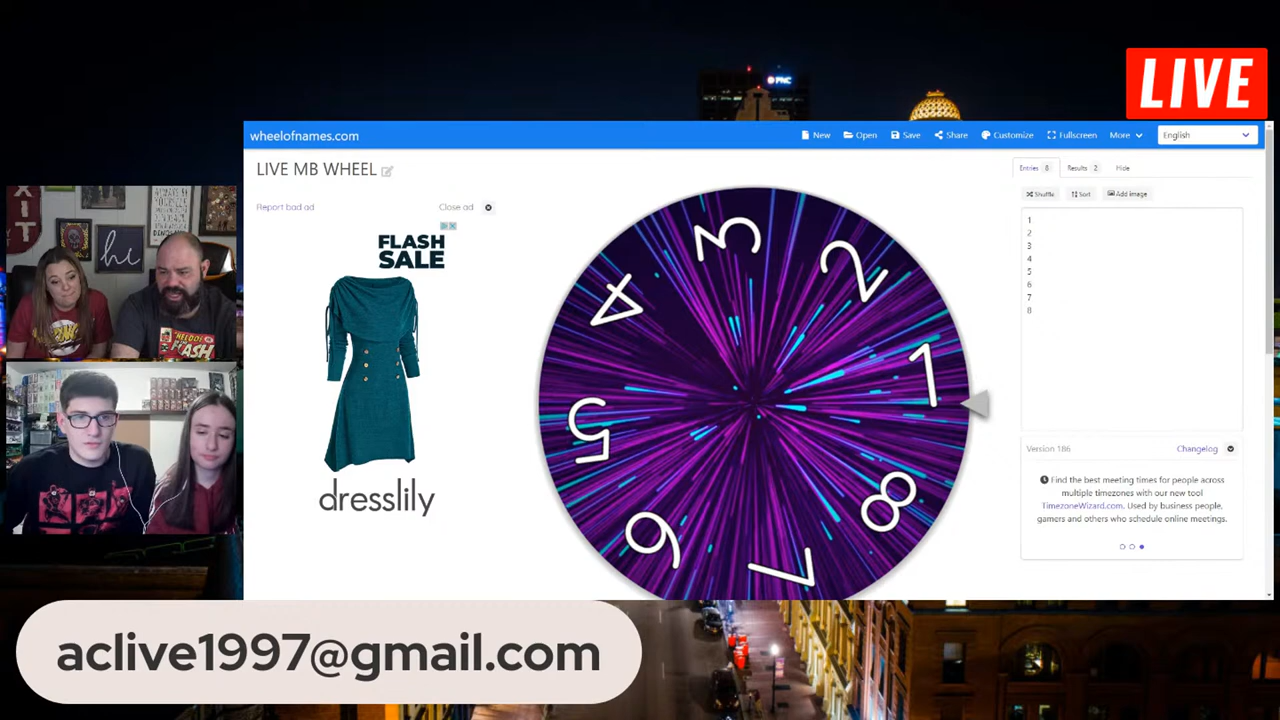 LIVE
PNC
wheelofnames.com
New
Open
Save
Share
Customize
Fullscreen
More
English
LIVE MB WHEEL
Entries 8
Results 2
Hide
Report bad ad
Close ad
Shuffle
Sort
Add image
FLASH
SALE
dresslily
1
2
3
4
5
6
7
8
3
2
1
8
7
6
5
4
Version 186
Changelog
Find the best meeting times for people across
multiple timezones with our new tool
TimezoneWizard.com. Used by business people,
gamers and others who schedule online meetings.
hi
aclive1997@gmail.com